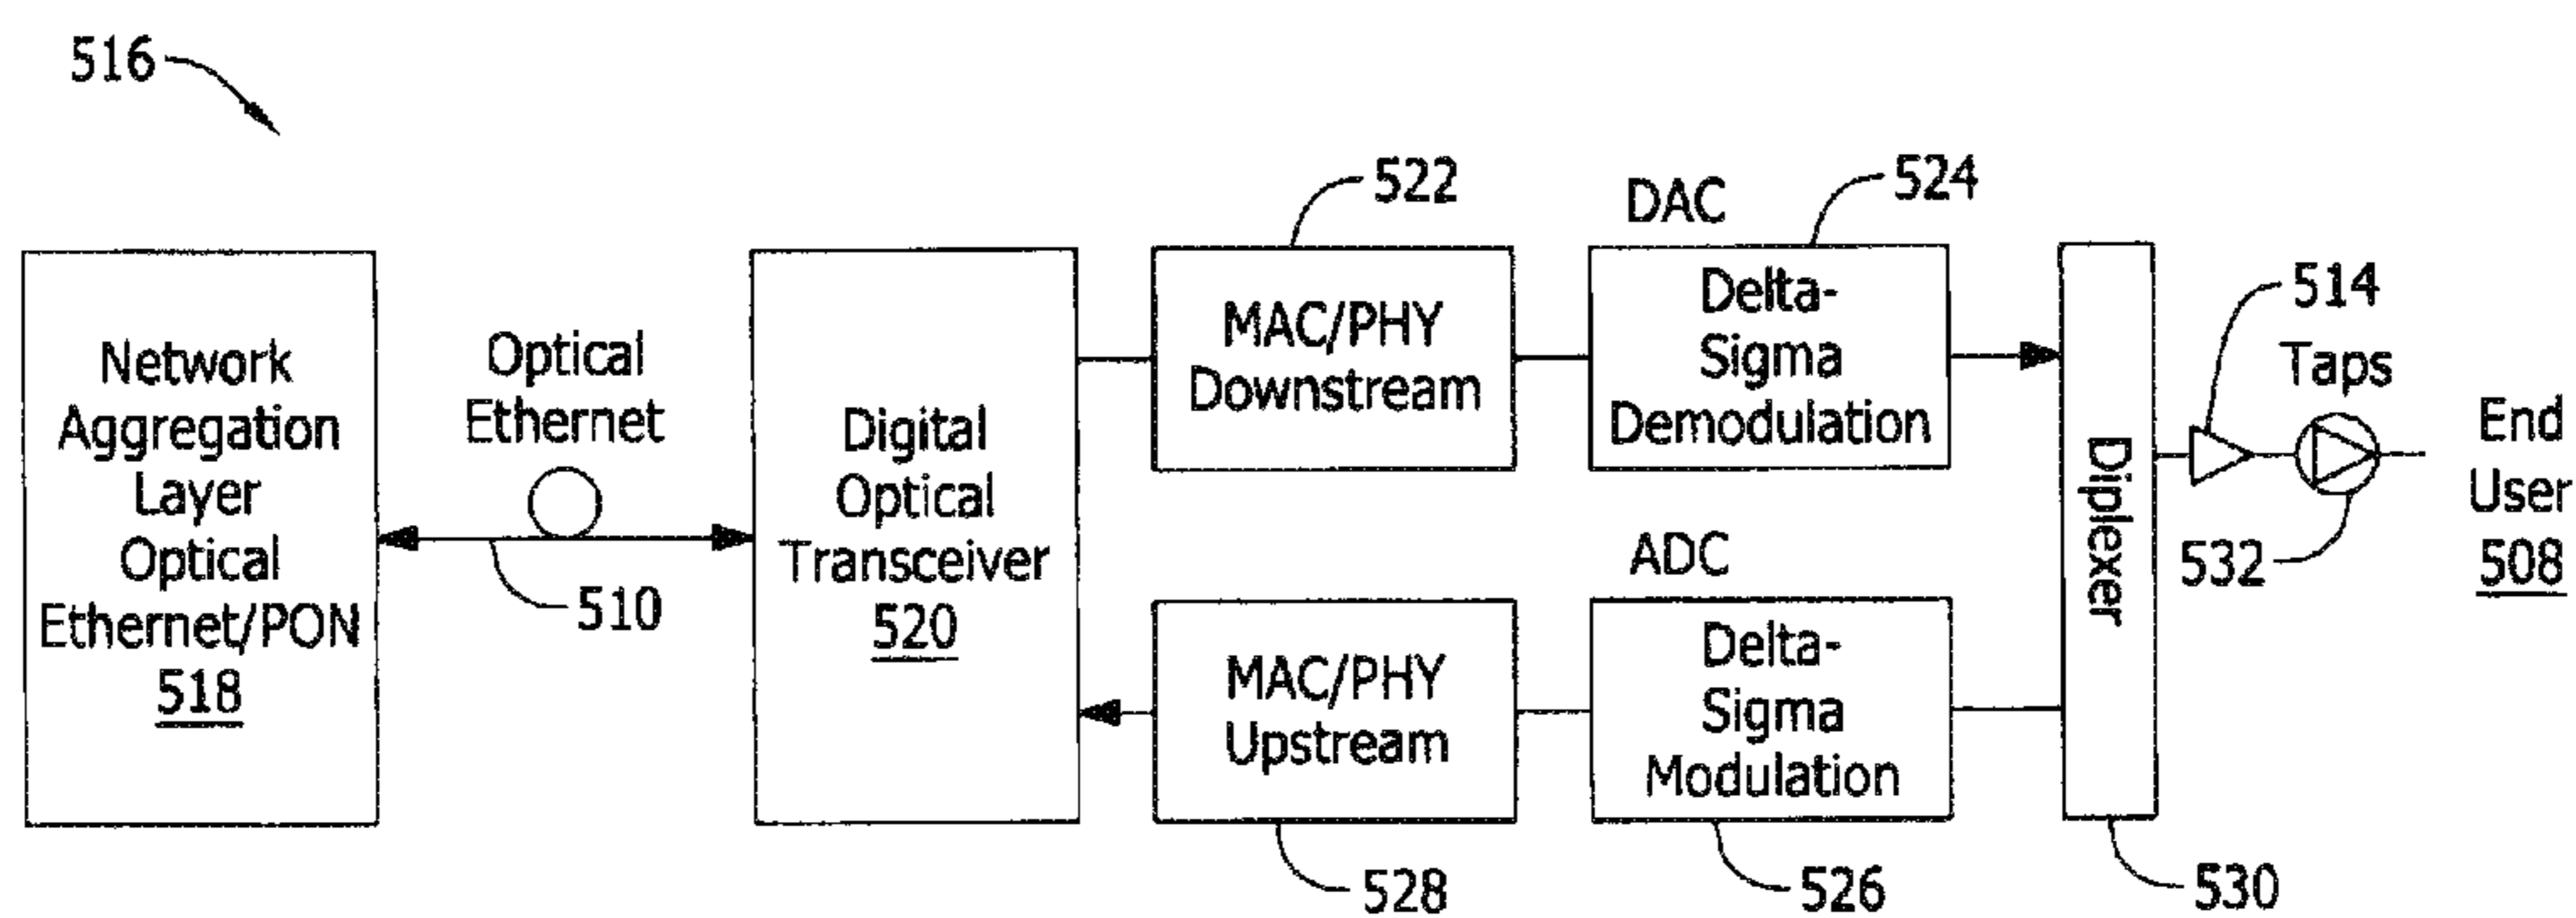 516
Network
Aggregation
Layer
Optical
Ethernet/PON
518
Optical
Ethernet
510
Digital
Optical
Transceiver
520
522
MAC/PHY
Downstream
DAC
524
Delta-
Sigma
Demodulation
MAC/PHY
Upstream
528
ADC
Delta-
Sigma
Modulation
526
Diplexer
530
514
Taps
532
End
User
508